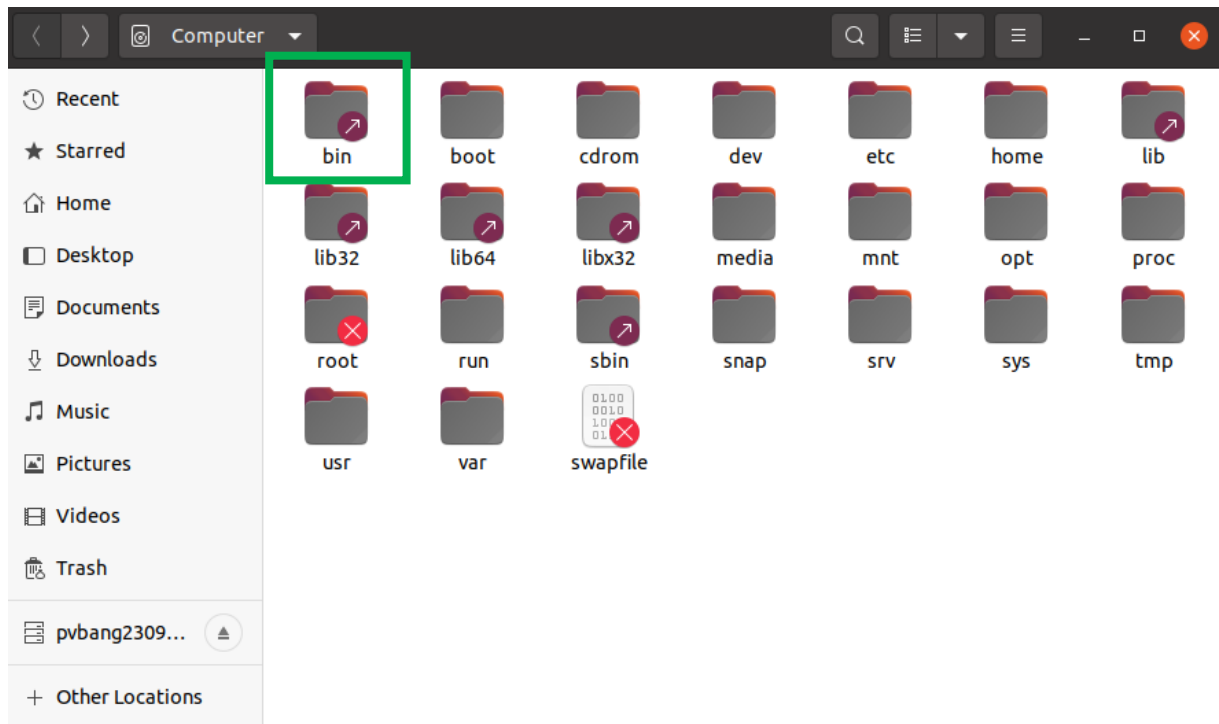 Computer
Recent
Starred
Home
Desktop
Documents
Downloads
Music
Pictures
Videos
Trash
pvbang2309...
+ Other Locations
bin boot cdrom dev etc home lib
lib32 lib64 libx32 media mnt opt proc
root run sbin snap srv sys tmp
0100
0010
usr var swapfile